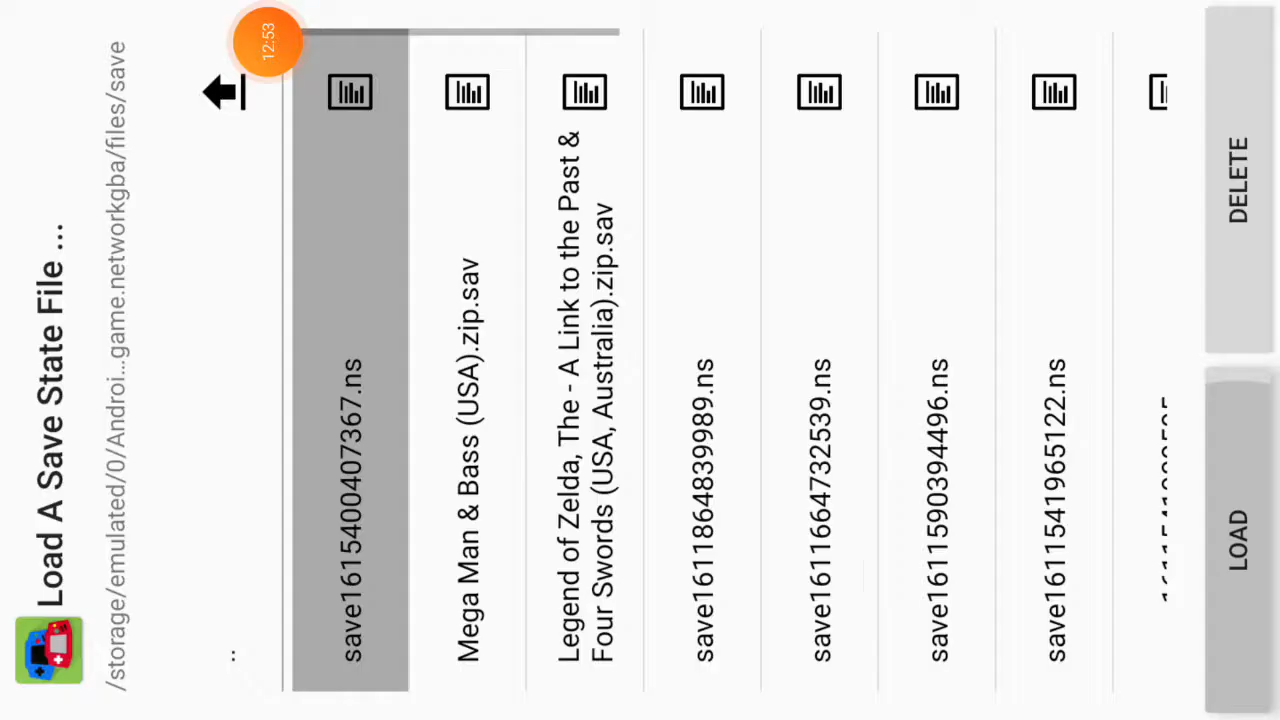 Load A Save State File ...
/storage/emulated/0/Androi...game.networkgba/files/save
12:53
..
save1615400407367.ns
Mega Man & Bass (USA).zip.sav
Legend of Zelda, The - A Link to the Past &
Four Swords (USA, Australia).zip.sav
save1611864839989.ns
save1611664732539.ns
save1611590394496.ns
save1611541965122.ns
LOAD
DELETE